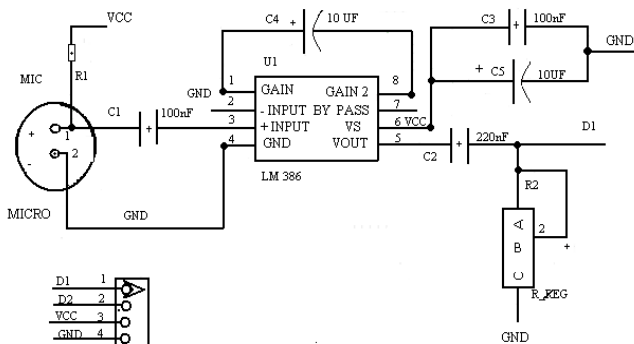 VCC
C4
+
10 UF
C3
+
100nF
GND
U1
R1
MIC
C1
100nF
+
GND
1
GAIN
GAIN 2
8
2
- INPUT
BY PASS
7
3
+ INPUT
VS
6
VCC
4
GND
VOUT
5
+
C5
10UF
+
1
-
2
LM 386
C2
+
220nF
D1
MICRO
GND
R2
A
B
C
2
+
R_REG
GND
D1 1
D2 2
VCC 3
GND 4